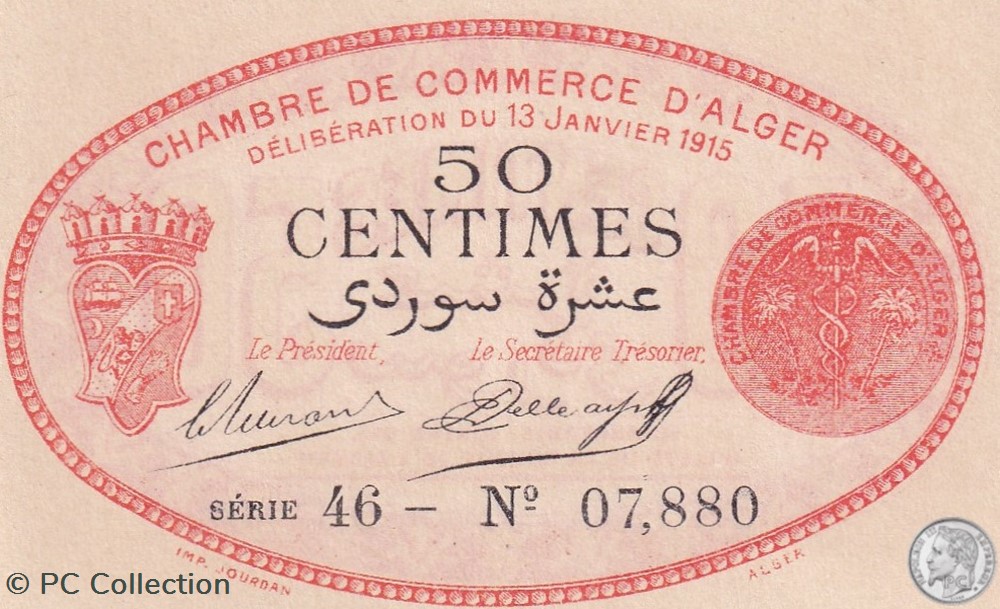 CHAMBRE DE COMMERCE D'ALGER
DÉLIBÉRATION DU 13 JANVIER 1915
50
CENTIMES
عشرة سوردى
Le Président,
Le Secrétaire Trésorier,
CHAMBRE DE COMMERCE D'ALGER
SÉRIE 46 - Nº 07,880
IMP. JOURDAN
ALGER
© PC Collection
PC